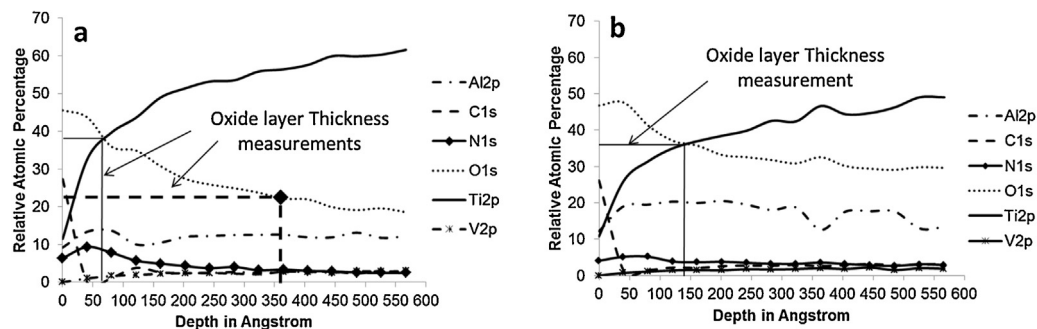 a
Relative Atomic Percentage
70
60
50
40
30
20
10
0
Oxide layer Thickness
measurements
0 50 100 150 200 250 300 350 400 450 500 550 600
Depth in Angstrom
Al2p
C1s
N1s
O1s
Ti2p
V2p
b
Relative Atomic Percentage
70
60
50
40
30
20
10
0
Oxide layer Thickness
measurement
0 50 100 150 200 250 300 350 400 450 500 550 600
Depth in Angstrom
Al2p
C1s
N1s
O1s
Ti2p
V2p